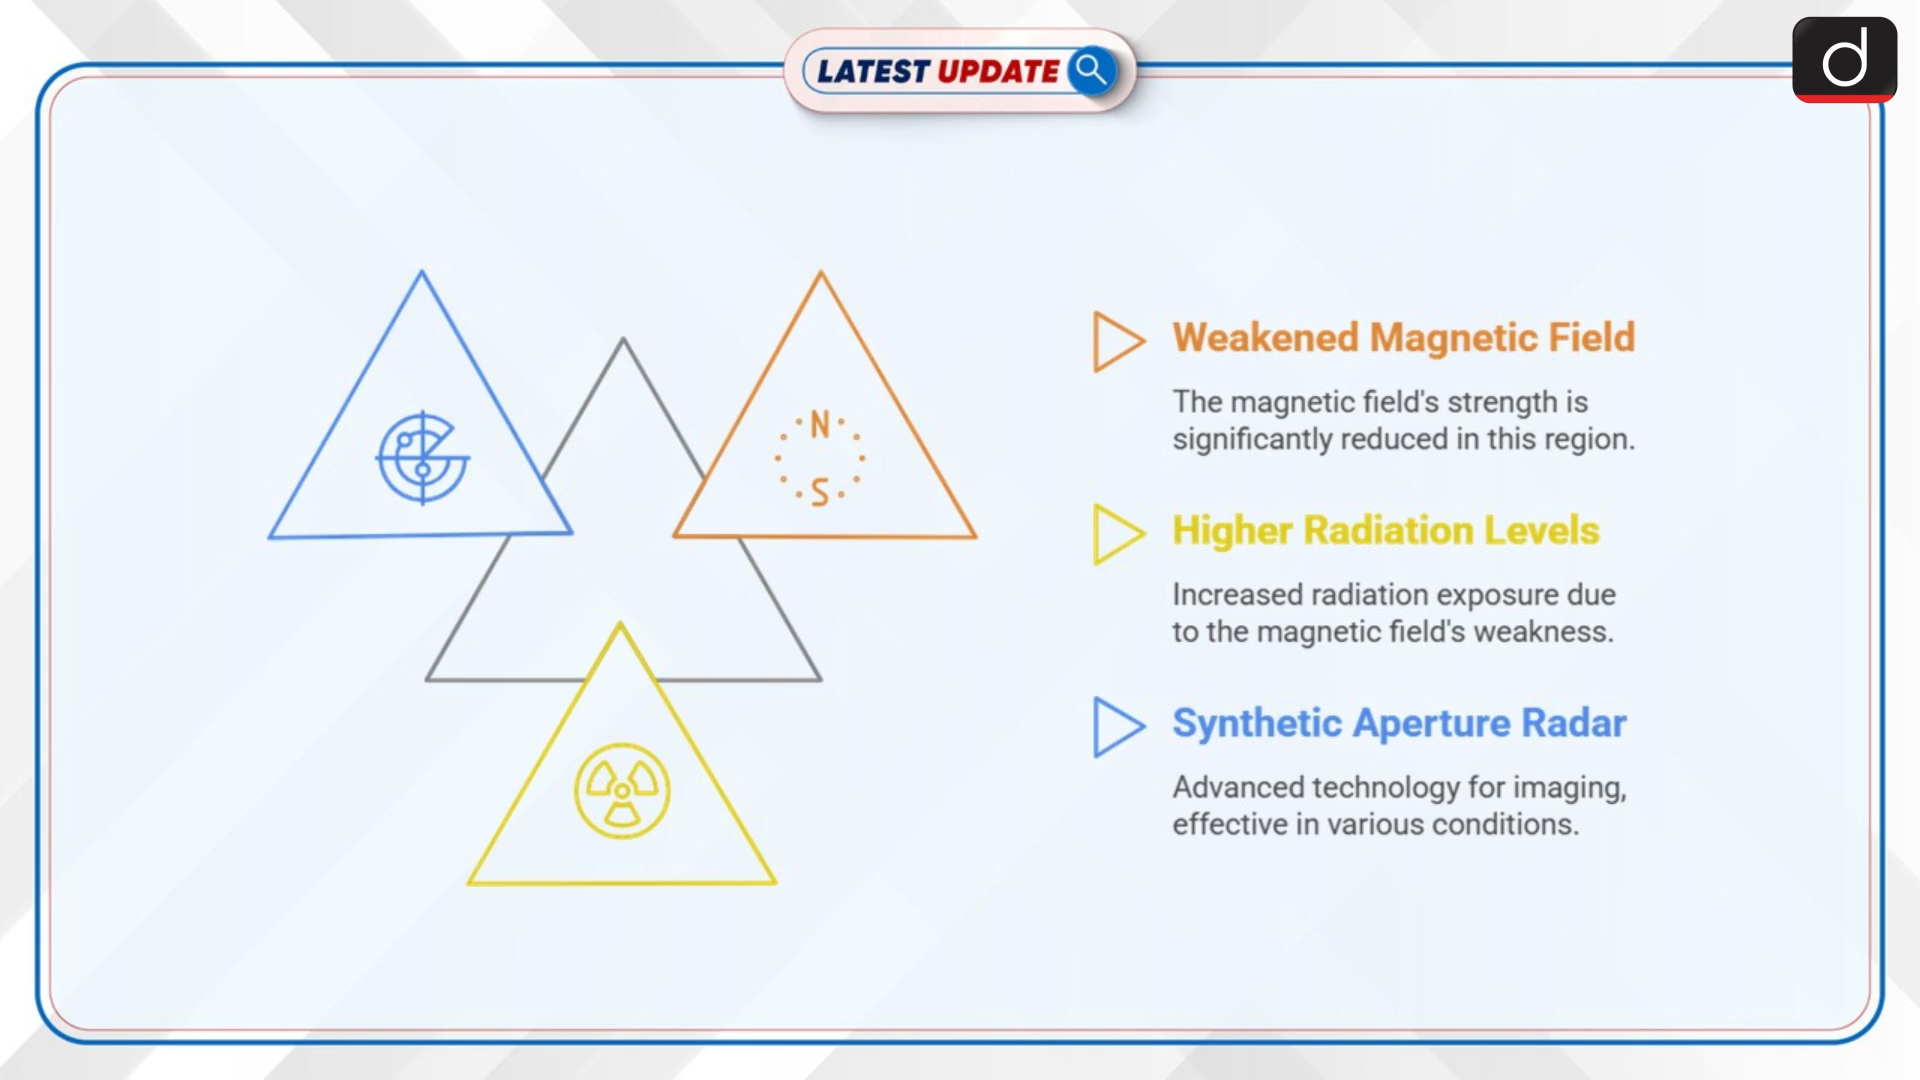 LATEST UPDATE
d
N
S
Weakened Magnetic Field
The magnetic field's strength is
significantly reduced in this region.
Higher Radiation Levels
Increased radiation exposure due
to the magnetic field's weakness.
Synthetic Aperture Radar
Advanced technology for imaging,
effective in various conditions.